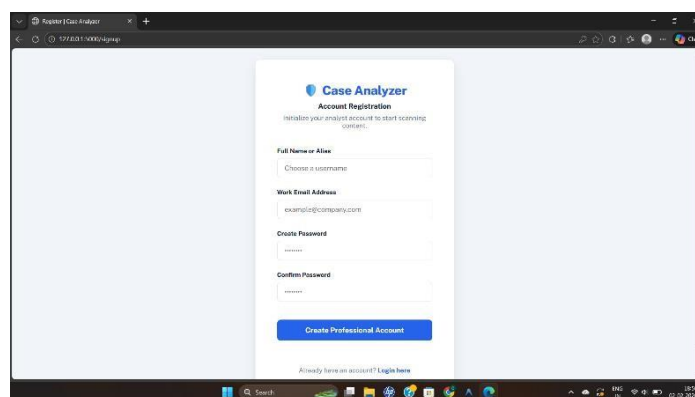 Register | Case Analyzer
127.0.0.1:5000/signup
Case Analyzer
Account Registration
Initialize your analyst account to start scanning
content.
Full Name or Alias
Choose a username
Work Email Address
example@company.com
Create Password
Confirm Password
Create Professional Account
Already have an account? Login here
Search
ENG
IN